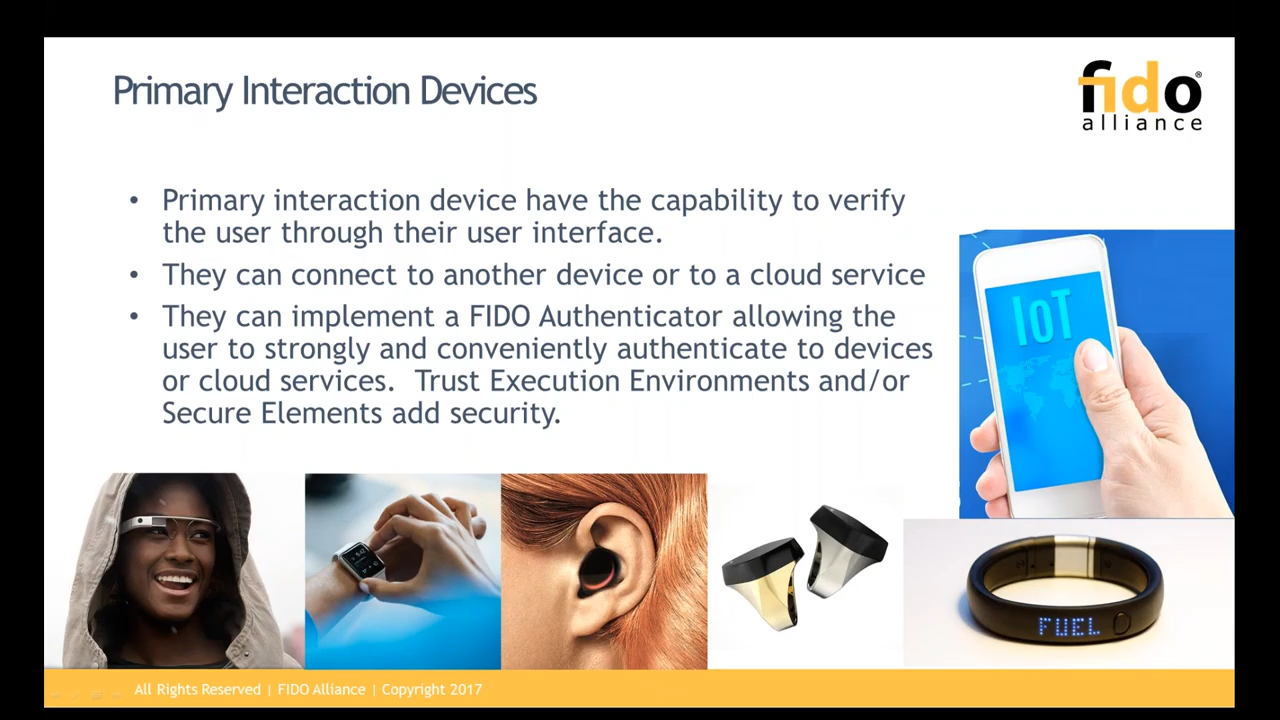 Primary Interaction Devices
fido®
alliance
• Primary interaction device have the capability to verify
the user through their user interface.
• They can connect to another device or to a cloud service
• They can implement a FIDO Authenticator allowing the
user to strongly and conveniently authenticate to devices
or cloud services. Trust Execution Environments and/or
Secure Elements add security.
IoT
FUEL
All Rights Reserved | FIDO Alliance | Copyright 2017